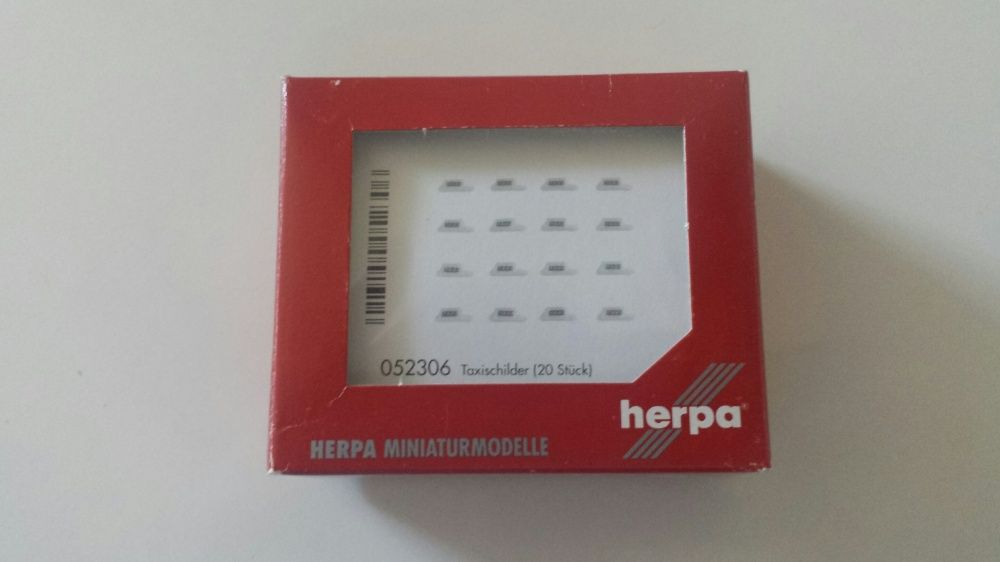 052306 Taxischilder (20 Stück)
herpa
HERPA MINIATURMODELLE